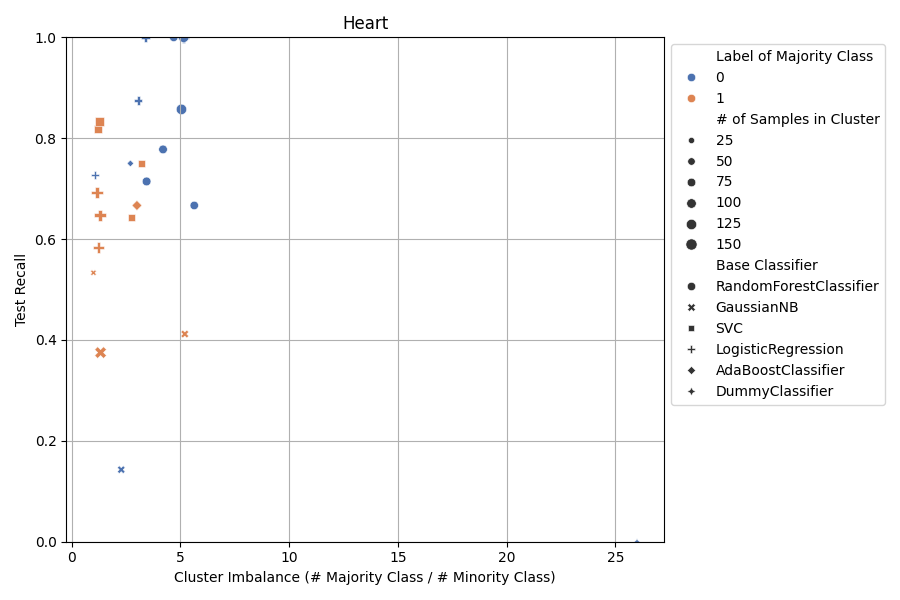 Heart
1.0
0.8
0.6
0.4
0.2
0.0
Test Recall
0 5 10 15 20 25
Cluster Imbalance (# Majority Class / # Minority Class)
Label of Majority Class
0
1
# of Samples in Cluster
25
50
75
100
125
150
Base Classifier
RandomForestClassifier
GaussianNB
SVC
LogisticRegression
AdaBoostClassifier
DummyClassifier